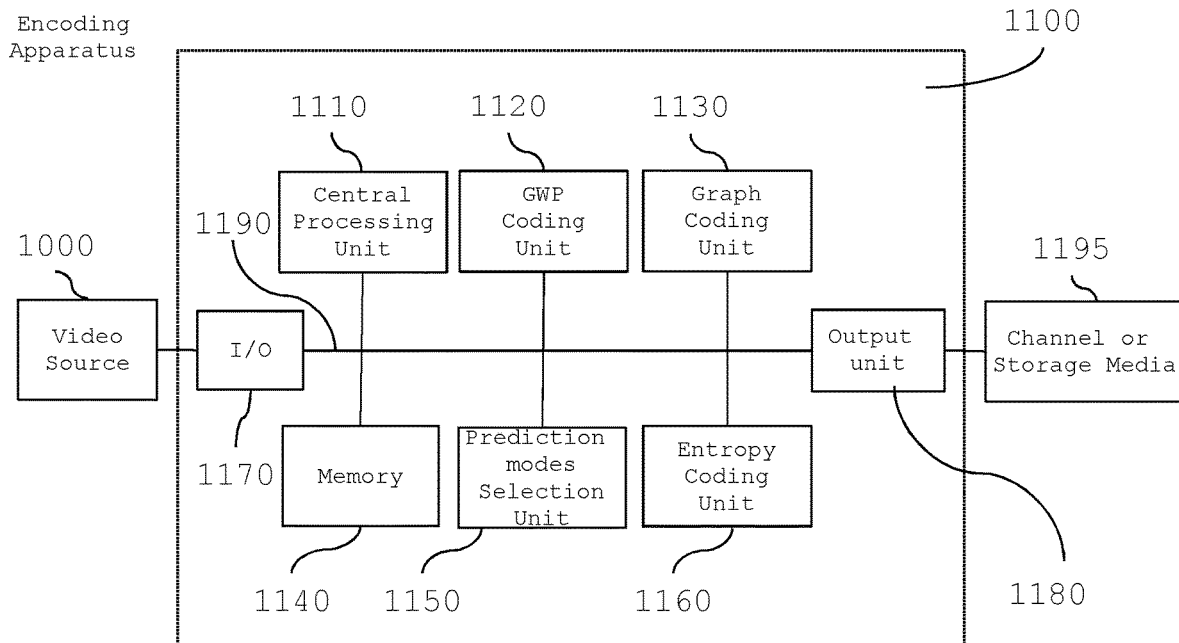 Encoding
Apparatus
1100
1110
1120
1130
Central
Processing
Unit
GWP
Coding
Unit
Graph
Coding
Unit
1190
1000
1195
Video
Source
I/O
Output
unit
Channel or
Storage Media
1170
Memory
Prediction
modes
Selection
Unit
Entropy
Coding
Unit
1140
1150
1160
1180